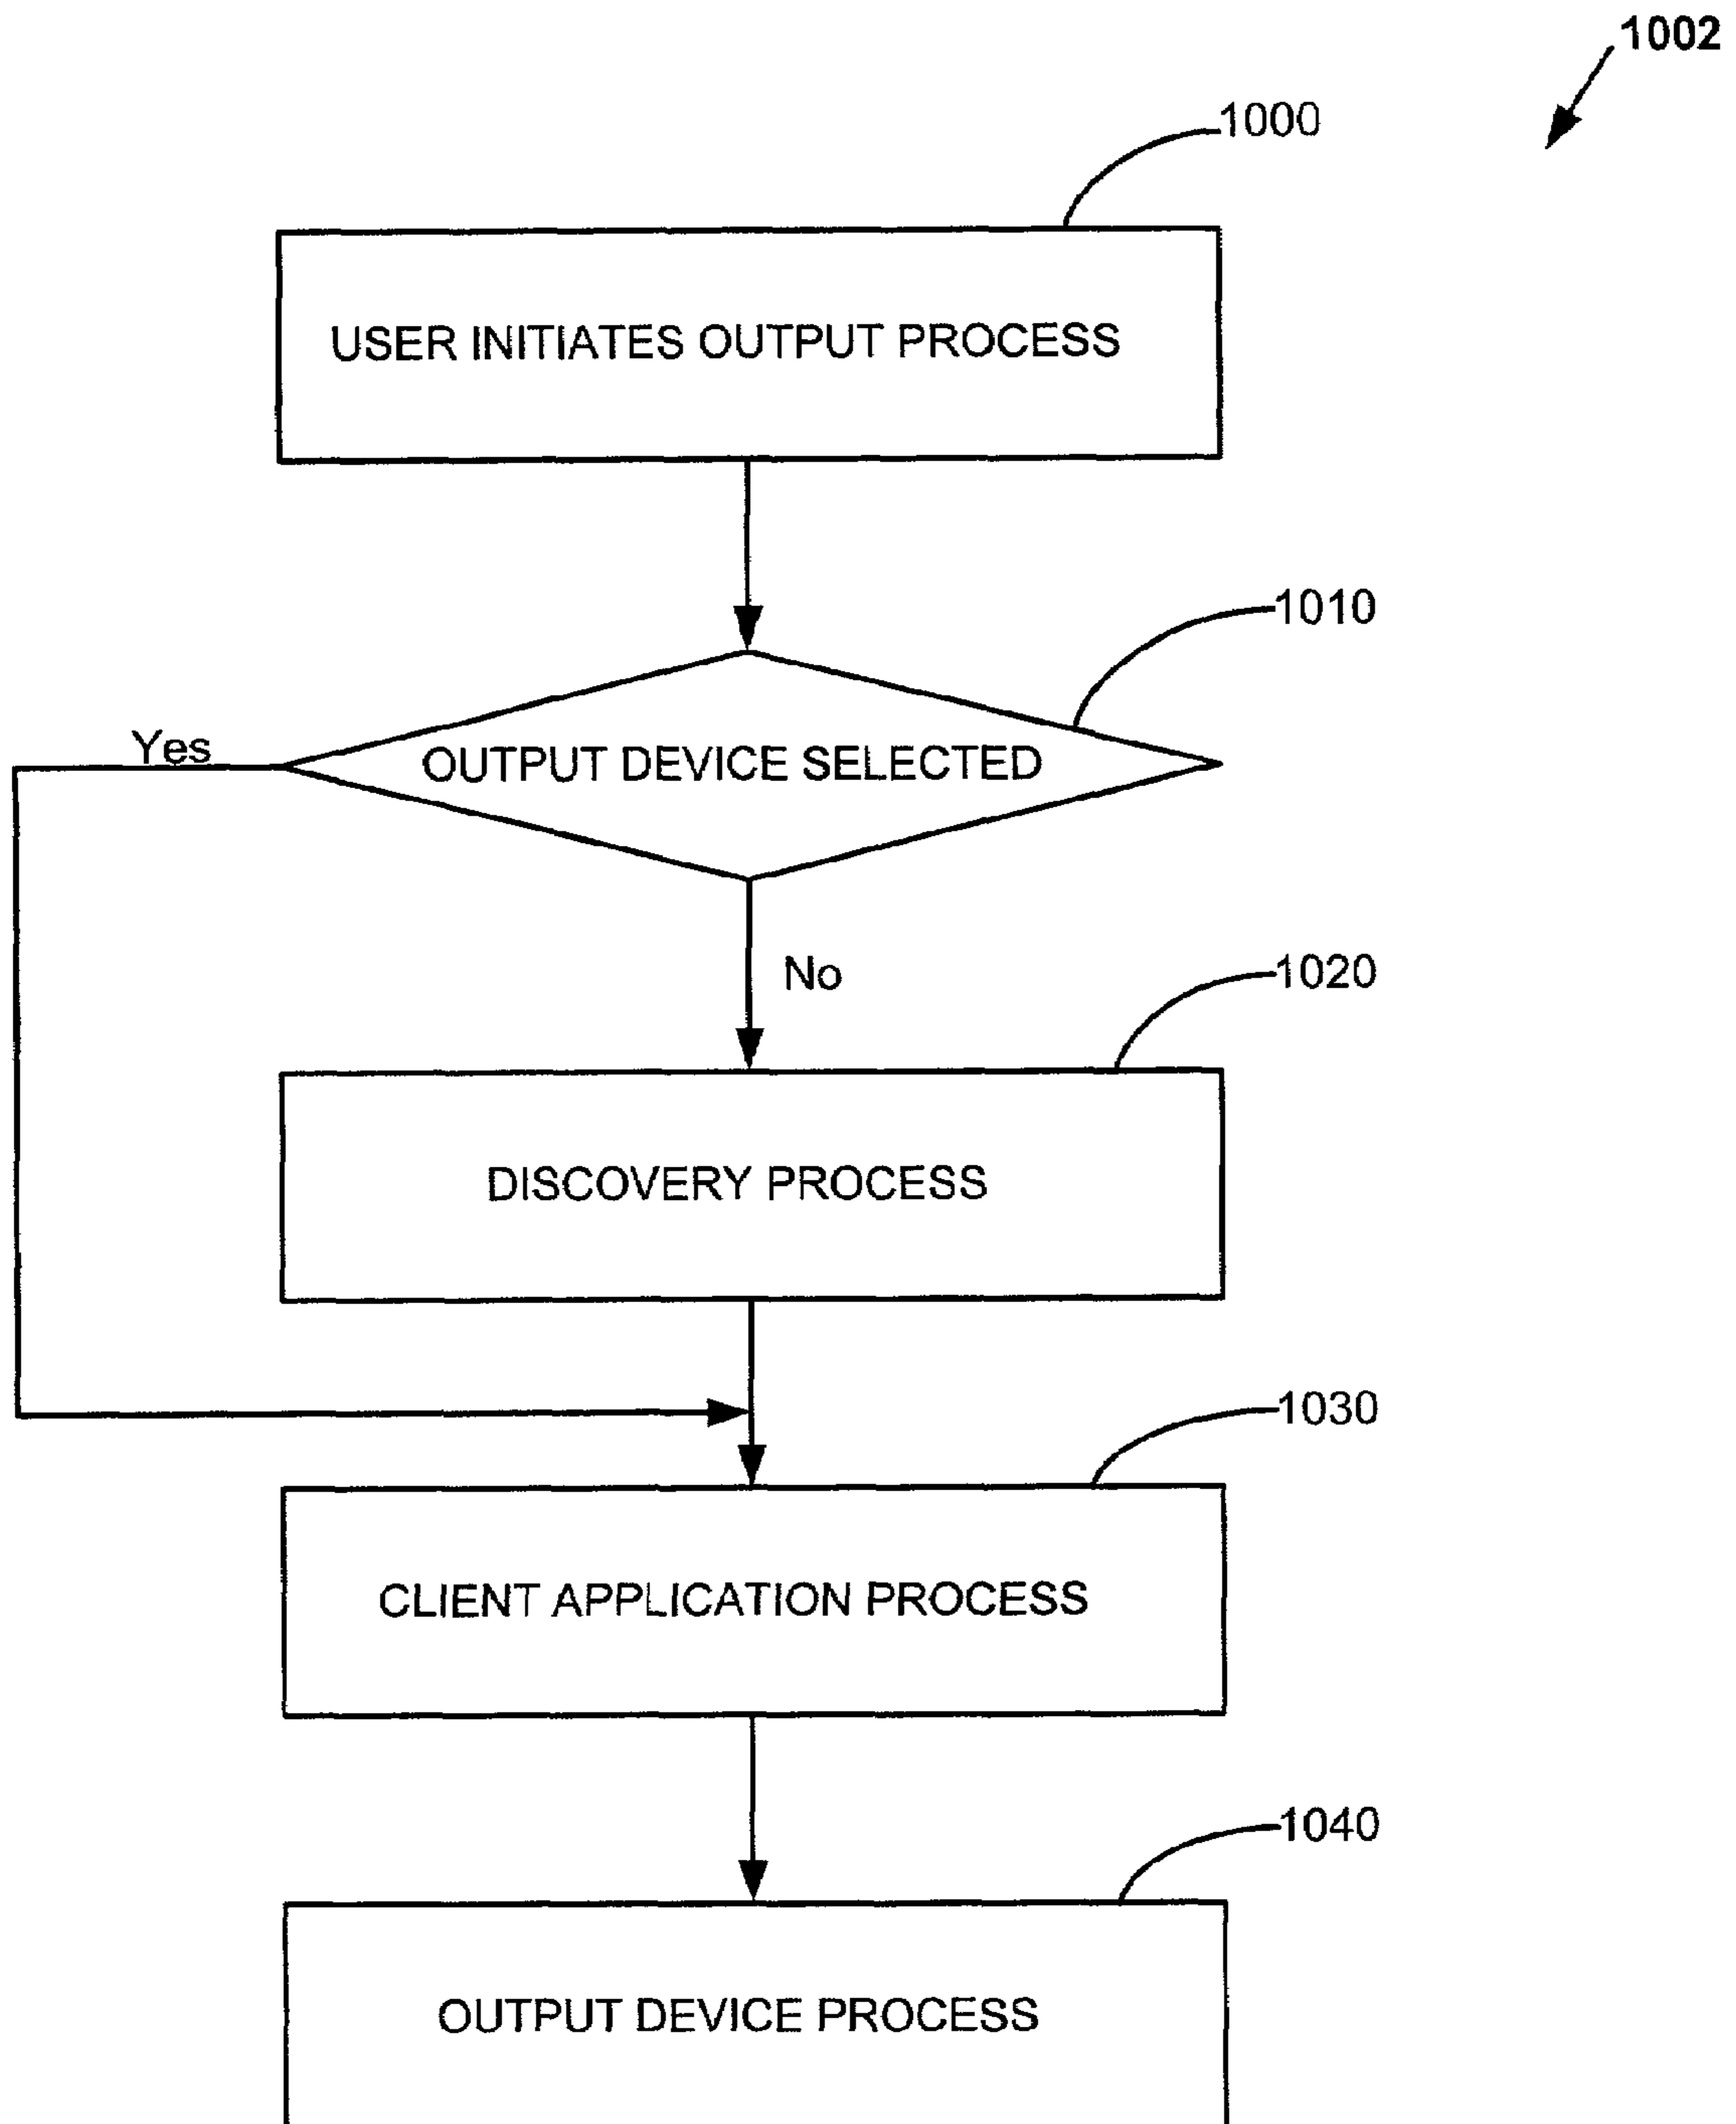 1002
1000
USER INITIATES OUTPUT PROCESS
1010
Yes
OUTPUT DEVICE SELECTED
No
1020
DISCOVERY PROCESS
1030
CLIENT APPLICATION PROCESS
1040
OUTPUT DEVICE PROCESS